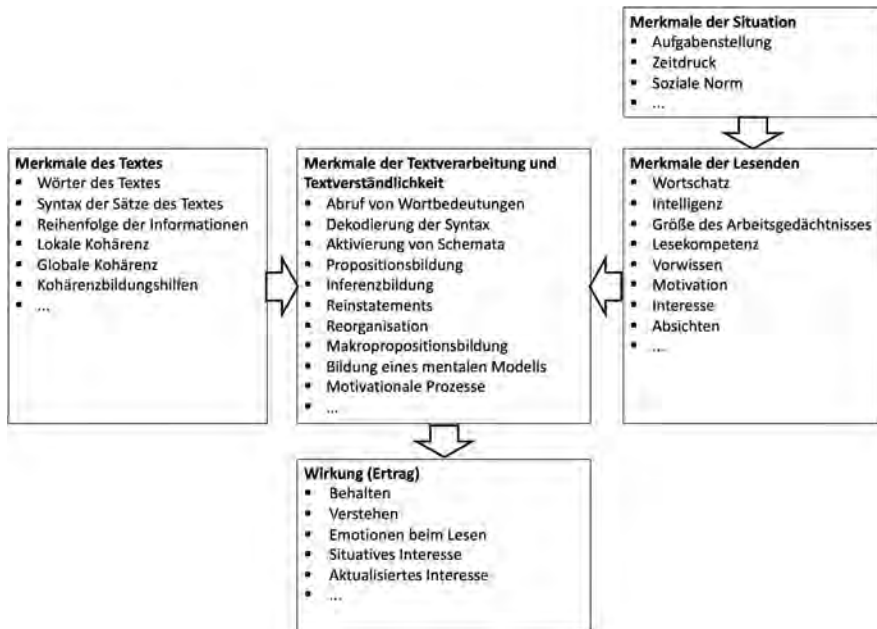 Merkmale der Situation
▪ Aufgabenstellung
▪ Zeitdruck
▪ Soziale Norm
▪ ...
Merkmale des Textes
▪ Wörter des Textes
▪ Syntax der Sätze des Textes
▪ Reihenfolge der Informationen
▪ Lokale Kohärenz
▪ Globale Kohärenz
▪ Kohärenzbildungshilfen
▪ ...
Merkmale der Textverarbeitung und
Textverständlichkeit
▪ Abruf von Wortbedeutungen
▪ Dekodierung der Syntax
▪ Aktivierung von Schemata
▪ Propositionsbildung
▪ Inferenzbildung
▪ Reinstatements
▪ Reorganisation
▪ Makropropositionsbildung
▪ Bildung eines mentalen Modells
▪ Motivationale Prozesse
▪ ...
Merkmale der Lesenden
▪ Wortschatz
▪ Intelligenz
▪ Größe des Arbeitsgedächtnisses
▪ Lesekompetenz
▪ Vorwissen
▪ Motivation
▪ Interesse
▪ Absichten
▪ ...
Wirkung (Ertrag)
▪ Behalten
▪ Verstehen
▪ Emotionen beim Lesen
▪ Situatives Interesse
▪ Aktualisiertes Interesse
▪ ...